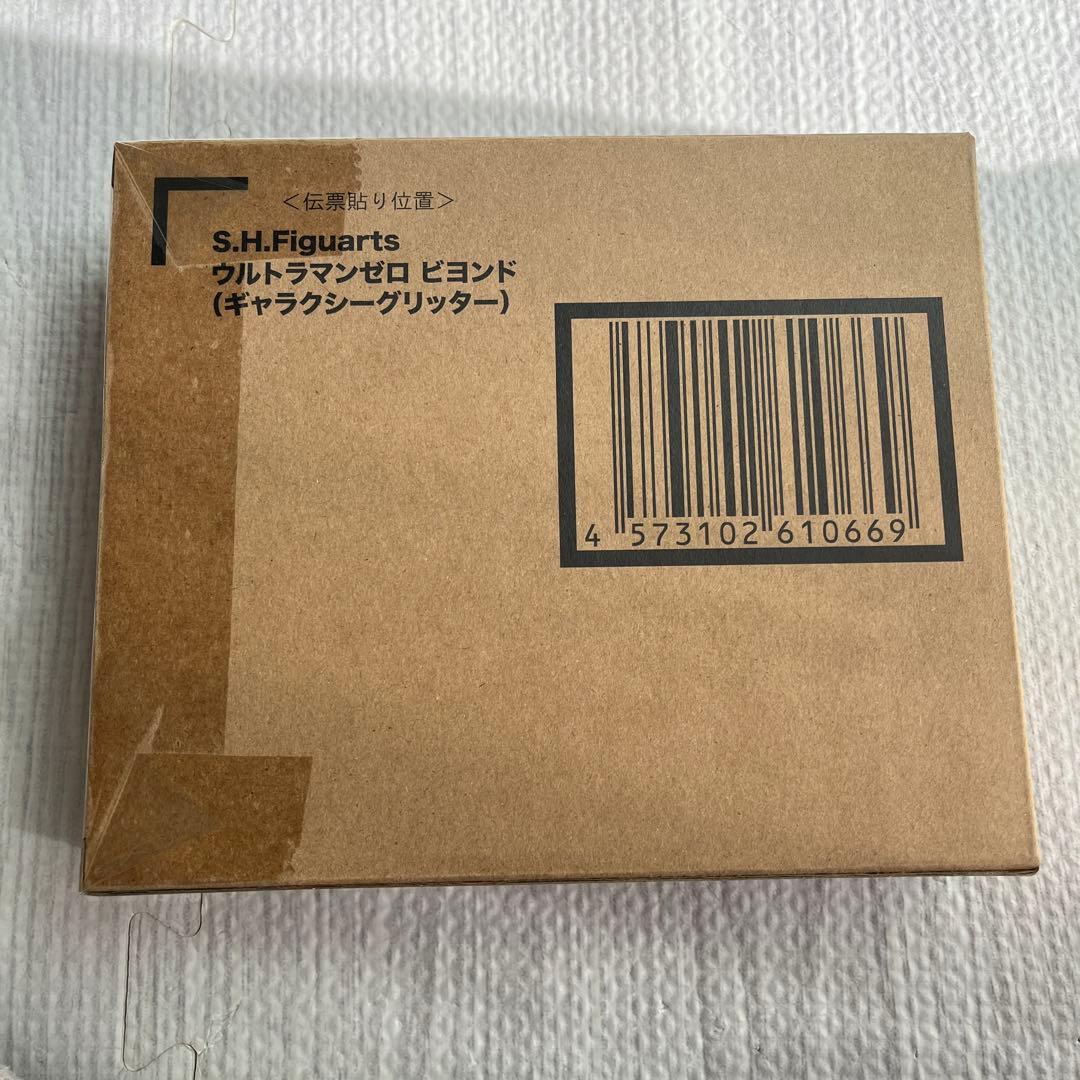 ＜伝票貼り位置＞
S.H.Figuarts
ウルトラマンゼロ ビヨンド
（ギャラクシーグリッター）
4 573102 610669